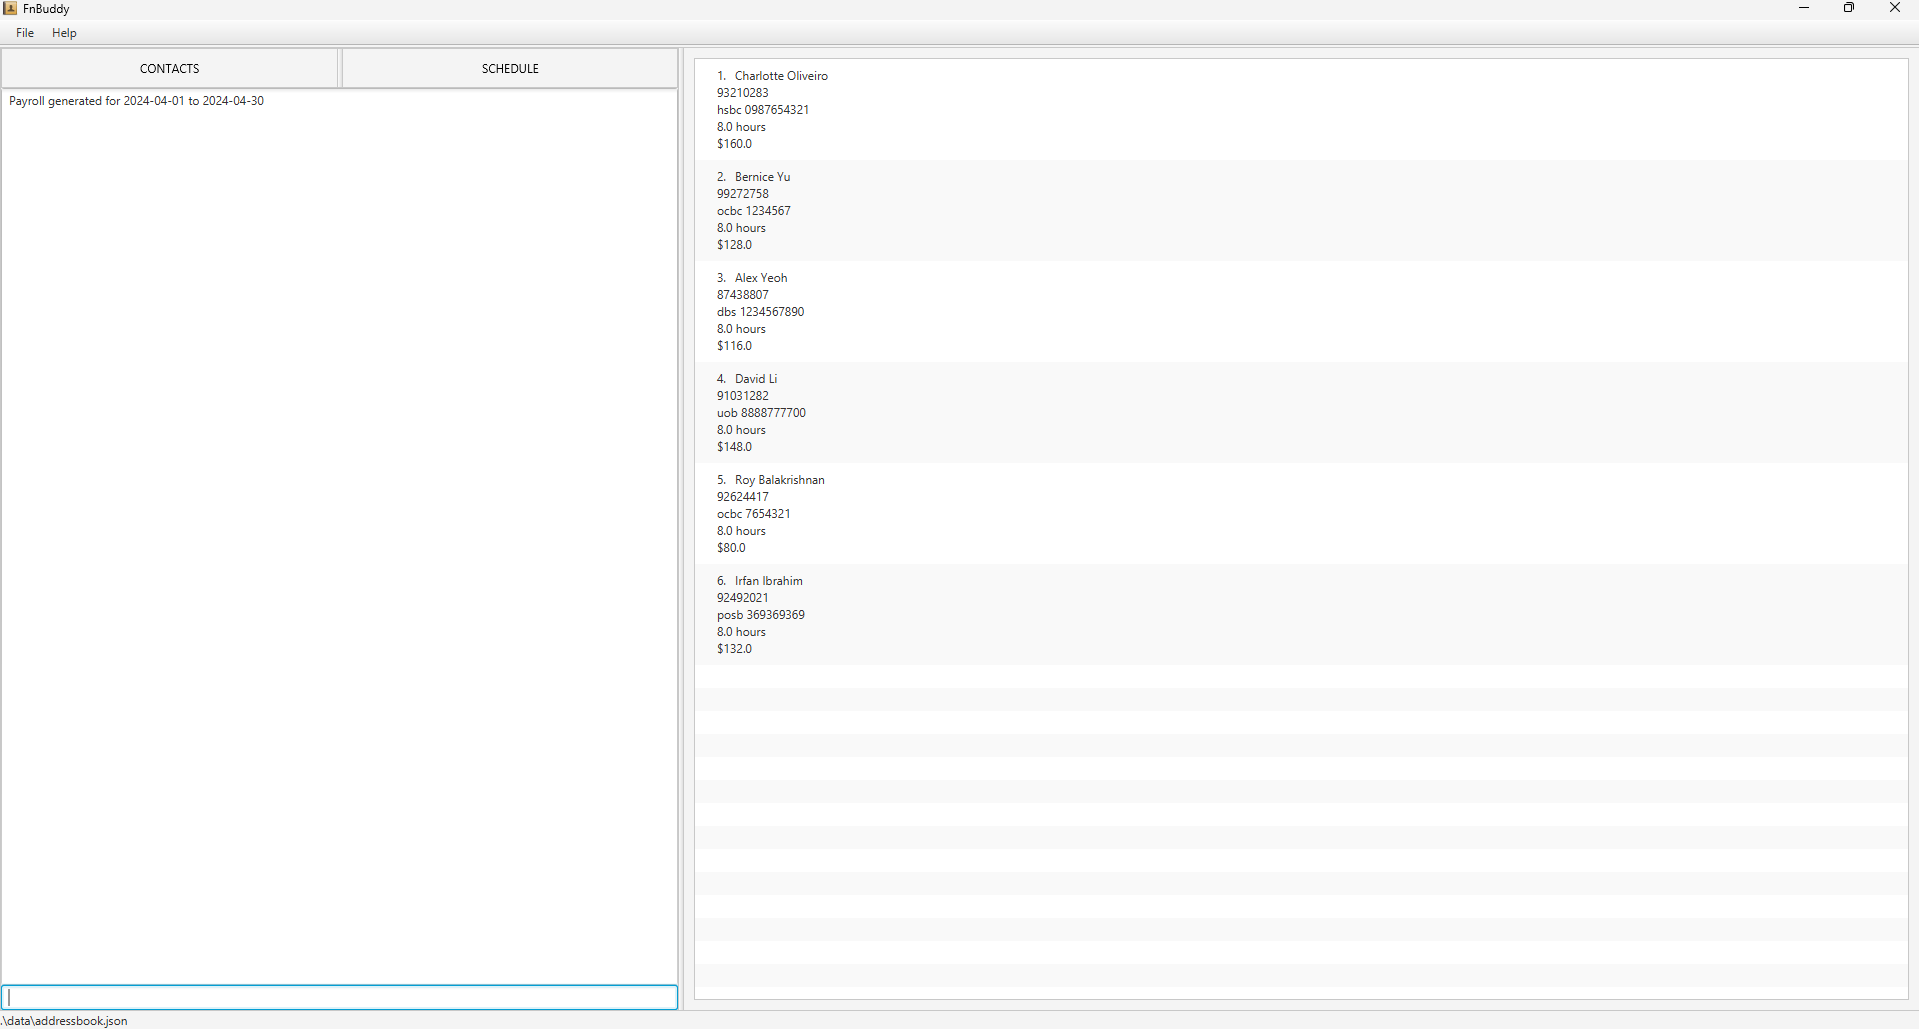 FnBuddy
File Help
CONTACTS SCHEDULE
Payroll generated for 2024-04-01 to 2024-04-30
1. Charlotte Oliveiro
93210283
hsbc 0987654321
8.0 hours
$160.0
2. Bernice Yu
99272758
ocbc 1234567
8.0 hours
$128.0
3. Alex Yeoh
87438807
dbs 1234567890
8.0 hours
$116.0
4. David Li
91031282
uob 8888777700
8.0 hours
$148.0
5. Roy Balakrishnan
92624417
ocbc 7654321
8.0 hours
$80.0
6. Irfan Ibrahim
92492021
posb 369369369
8.0 hours
$132.0
.\data\addressbook.json